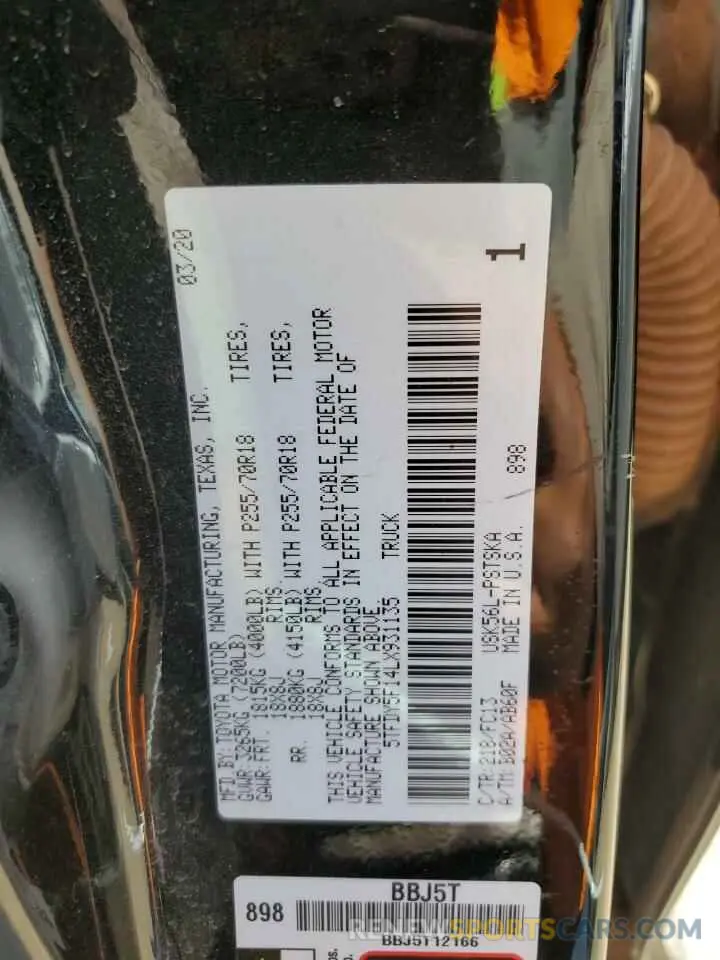 03/20
MFD.BY:TOYOTA MOTOR MANUFACTURING, TEXAS, INC.
GVWR:3265KG (7200LB)
GAWR:FRT. 1815KG (4000LB) WITH P255/70R18 TIRES,
18X8J RIMS
RR. 1880KG (4150LB) WITH P255/70R18 TIRES,
18X8J RIMS,
THIS VEHICLE CONFORMS TO ALL APPLICABLE FEDERAL MOTOR
VEHICLE SAFETY STANDARDS IN EFFECT ON THE DATE OF
MANUFACTURE SHOWN ABOVE.
5TFDY5F14LX931135 TRUCK
1
C/TR:218/FC13 USK56L-PSTSKA 898
A/TM:B02A/AB60F MADE IN U.S.A.
BBJ5T
898
BBJ5T12166
RENEWSPORTSCARS.COM